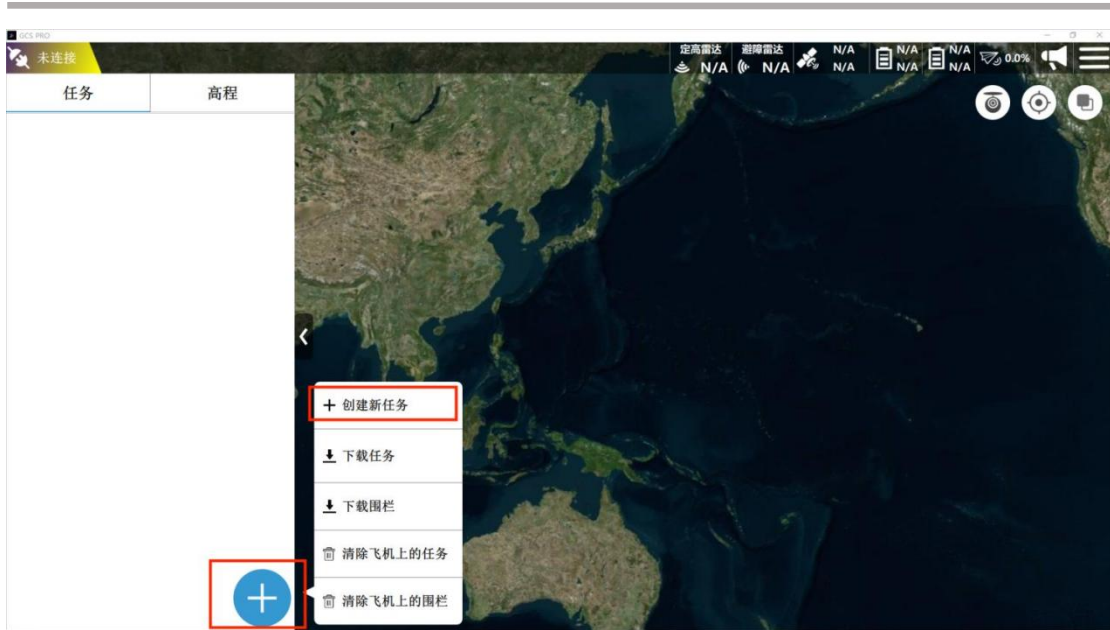 GCS PRO
未连接
定高雷达 避障雷达 N/A N/A N/A
N/A N/A N/A N/A N/A 0.0%
任务 高程
创建新任务
下载任务
下载围栏
清除飞机上的任务
清除飞机上的围栏